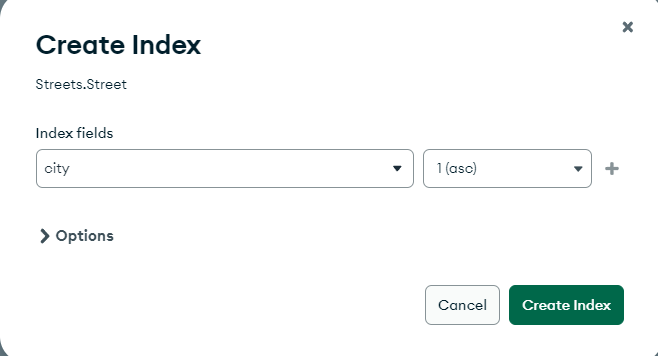 Create Index
Streets.Street
Index fields
city
1 (asc)
Options
Cancel
Create Index